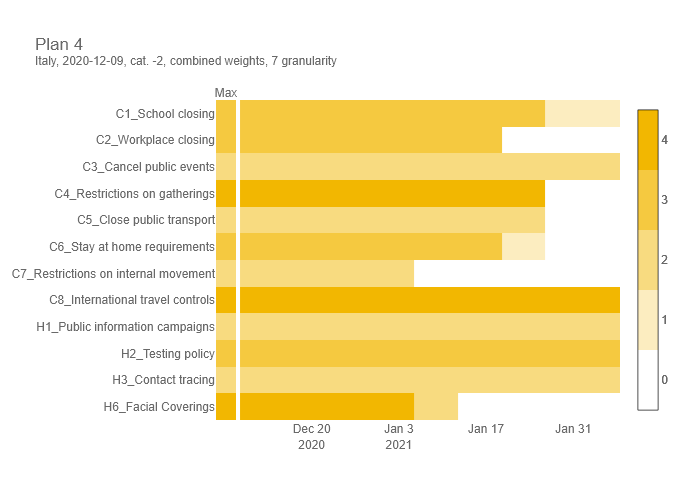 Plan 4
Italy, 2020-12-09, cat. -2, combined weights, 7 granularity
Max
C1_School closing
C2_Workplace closing
C3_Cancel public events
C4_Restrictions on gatherings
C5_Close public transport
C6_Stay at home requirements
C7_Restrictions on internal movement
C8_International travel controls
H1_Public information campaigns
H2_Testing policy
H3_Contact tracing
H6_Facial Coverings
4
3
2
1
0
Dec 20
2020
Jan 3
2021
Jan 17
Jan 31